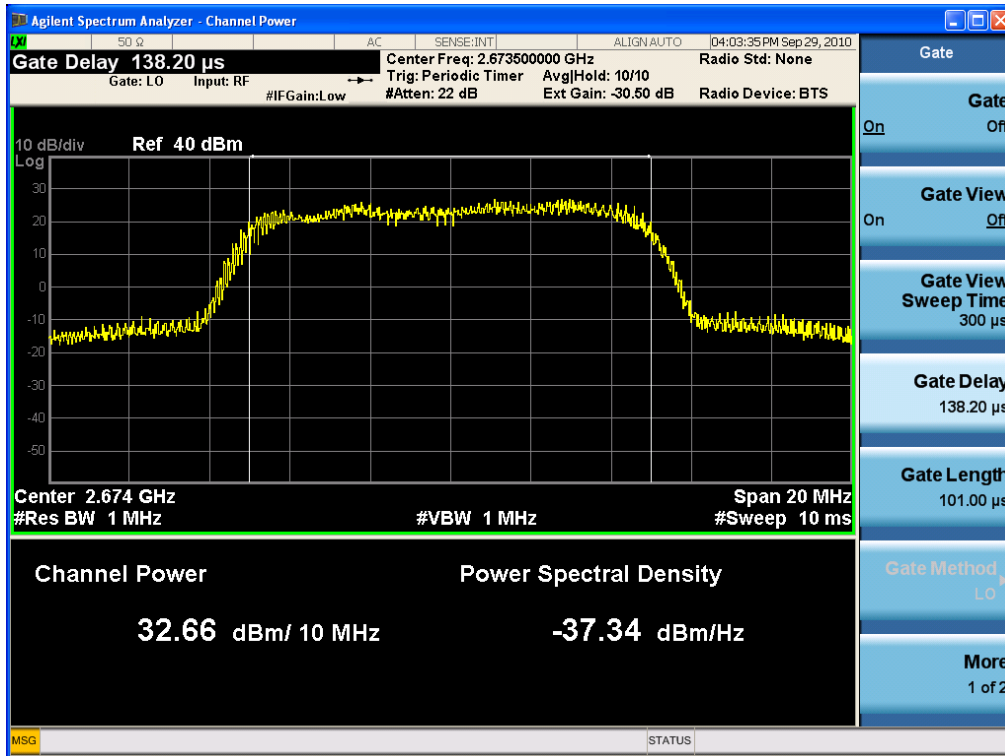 Agilent Spectrum Analyzer - Channel Power
LXI 50 Ω AC SENSE:INT ALIGN AUTO 04:03:35 PM Sep 29, 2010
Gate Delay 138.20 µs
Gate: LO Input: RF
#IFGain:Low
Center Freq: 2.673500000 GHz
Trig: Periodic Timer Avg|Hold: 10/10
#Atten: 22 dB Ext Gain: -30.50 dB
Radio Std: None
Radio Device: BTS
10 dB/div Ref 40 dBm
Log
30
20
10
0
-10
-20
-30
-40
-50
Center 2.674 GHz Span 20 MHz
#Res BW 1 MHz #VBW 1 MHz #Sweep 10 ms
Channel Power Power Spectral Density
32.66 dBm/ 10 MHz -37.34 dBm/Hz
Gate
Gate
On Off
Gate View
On Off
Gate View
Sweep Time
300 µs
Gate Delay
138.20 µs
Gate Length
101.00 µs
Gate Method
LO
More
1 of 2
MSG STATUS